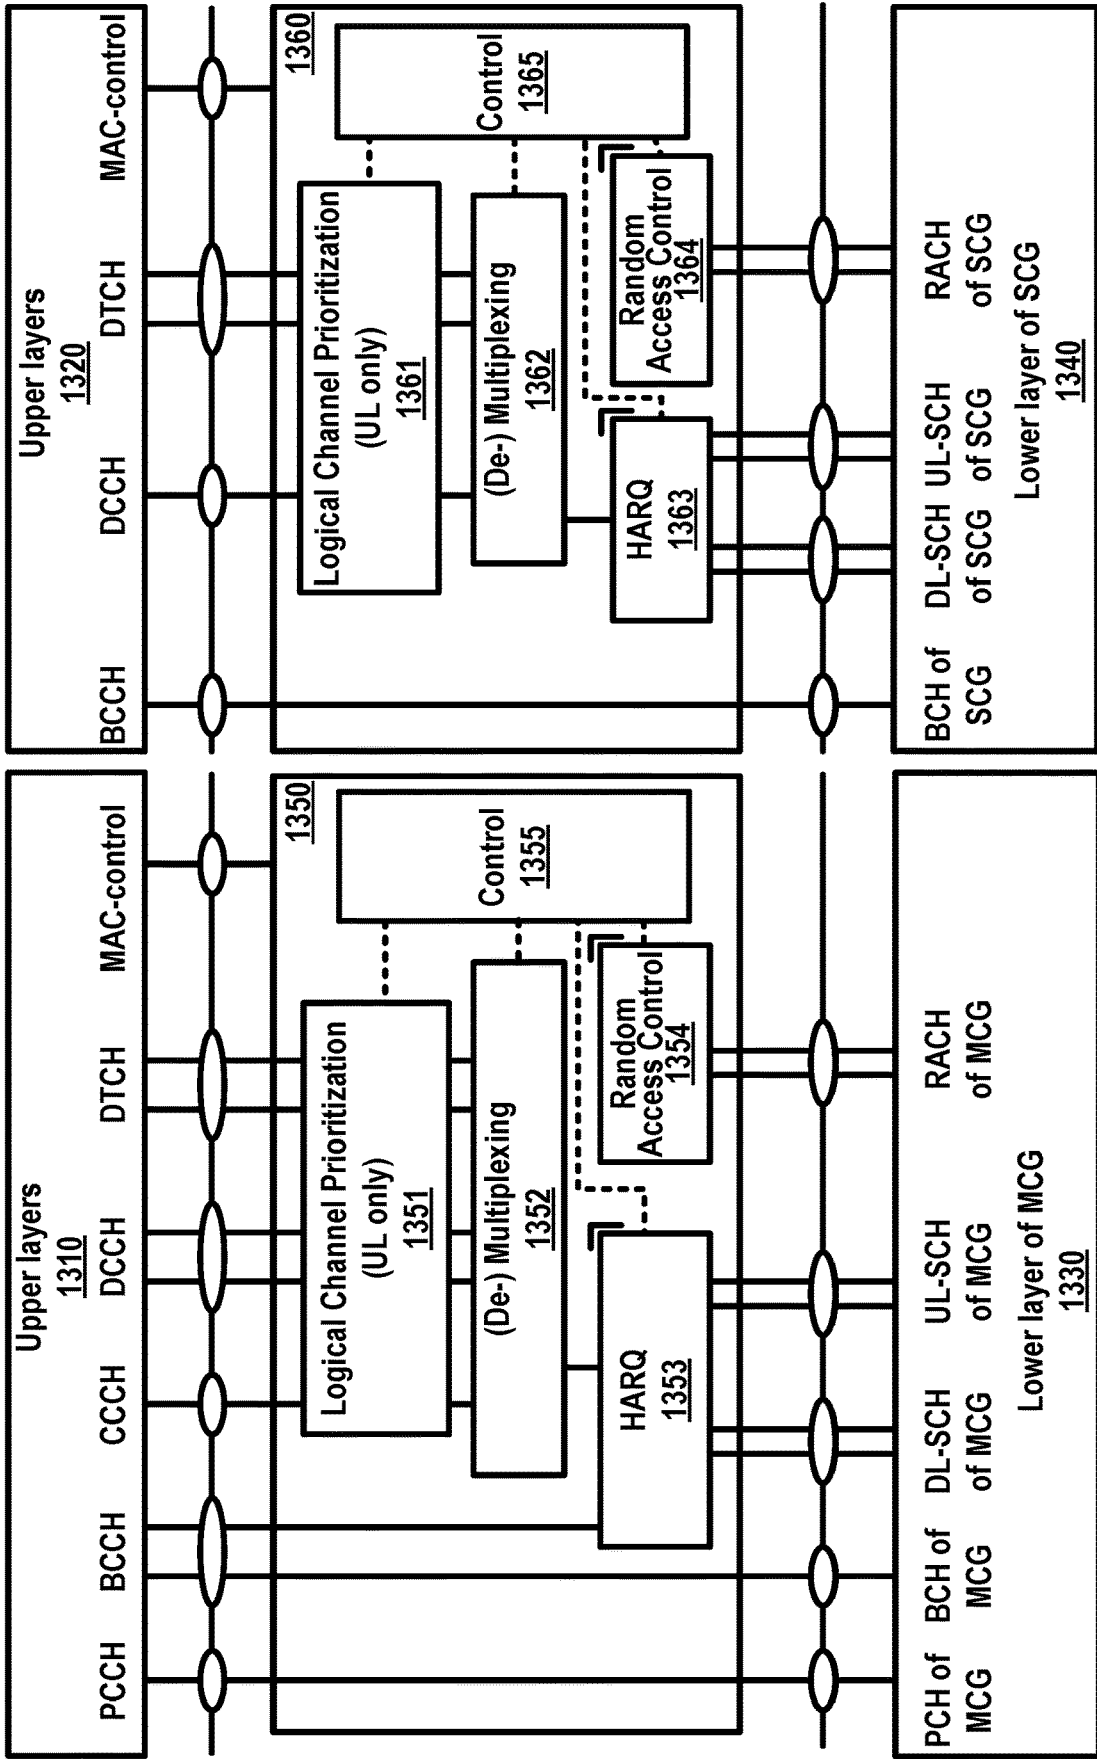 Upper layers
1310
PCCH
BCCH
CCCH
DCCH
DTCH
MAC-control
1350
Logical Channel Prioritization
(UL only)
1351
Control
1355
(De-) Multiplexing
1352
HARQ
1353
Random
Access Control
1354
PCH of
MCG
BCH of
MCG
DL-SCH
of MCG
UL-SCH
of MCG
RACH
of MCG
Lower layer of MCG
1330
Upper layers
1320
BCCH
DCCH
DTCH
MAC-control
1360
Logical Channel Prioritization
(UL only)
1361
Control
1365
(De-) Multiplexing
1362
HARQ
1363
Random
Access Control
1364
BCH of
SCG
DL-SCH
of SCG
UL-SCH
of SCG
RACH
of SCG
Lower layer of SCG
1340